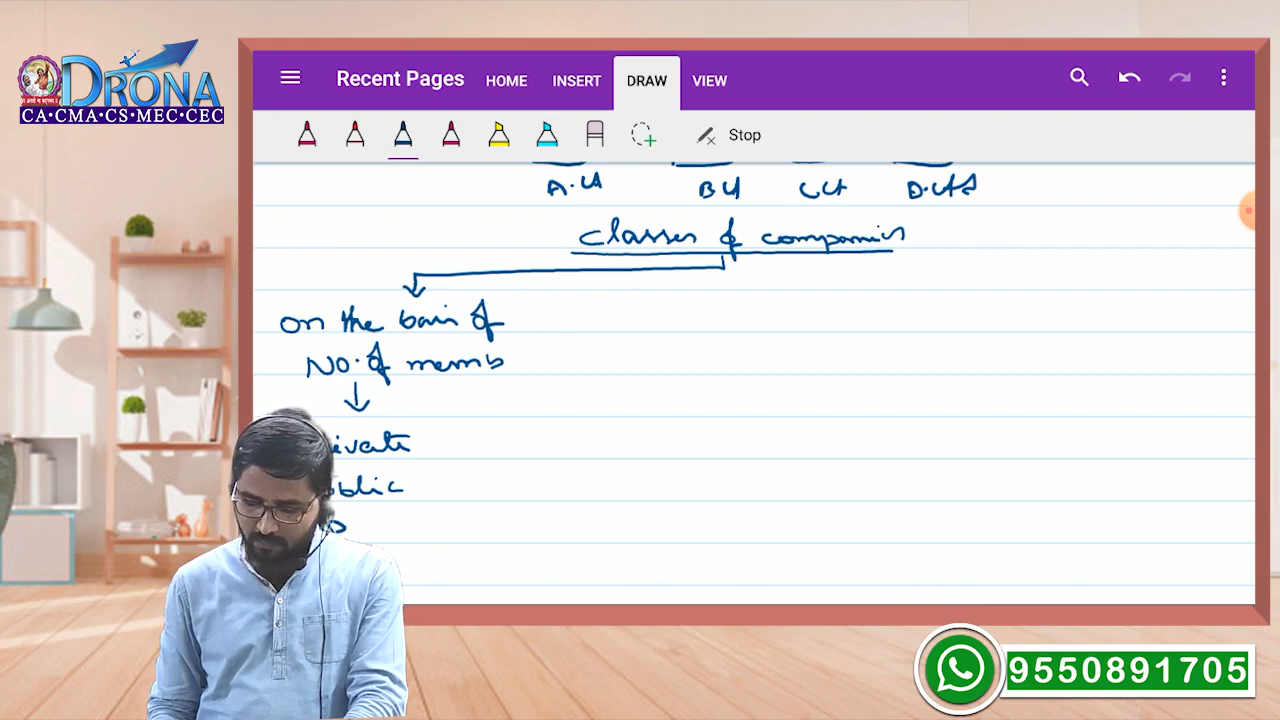 DRONA
CA•CMA•CS•MEC•CEC
Recent Pages HOME INSERT DRAW VIEW
Stop
A.U B U C U
classes of companies
on the basis of
NO. of memb
ivate
blic
9550891705